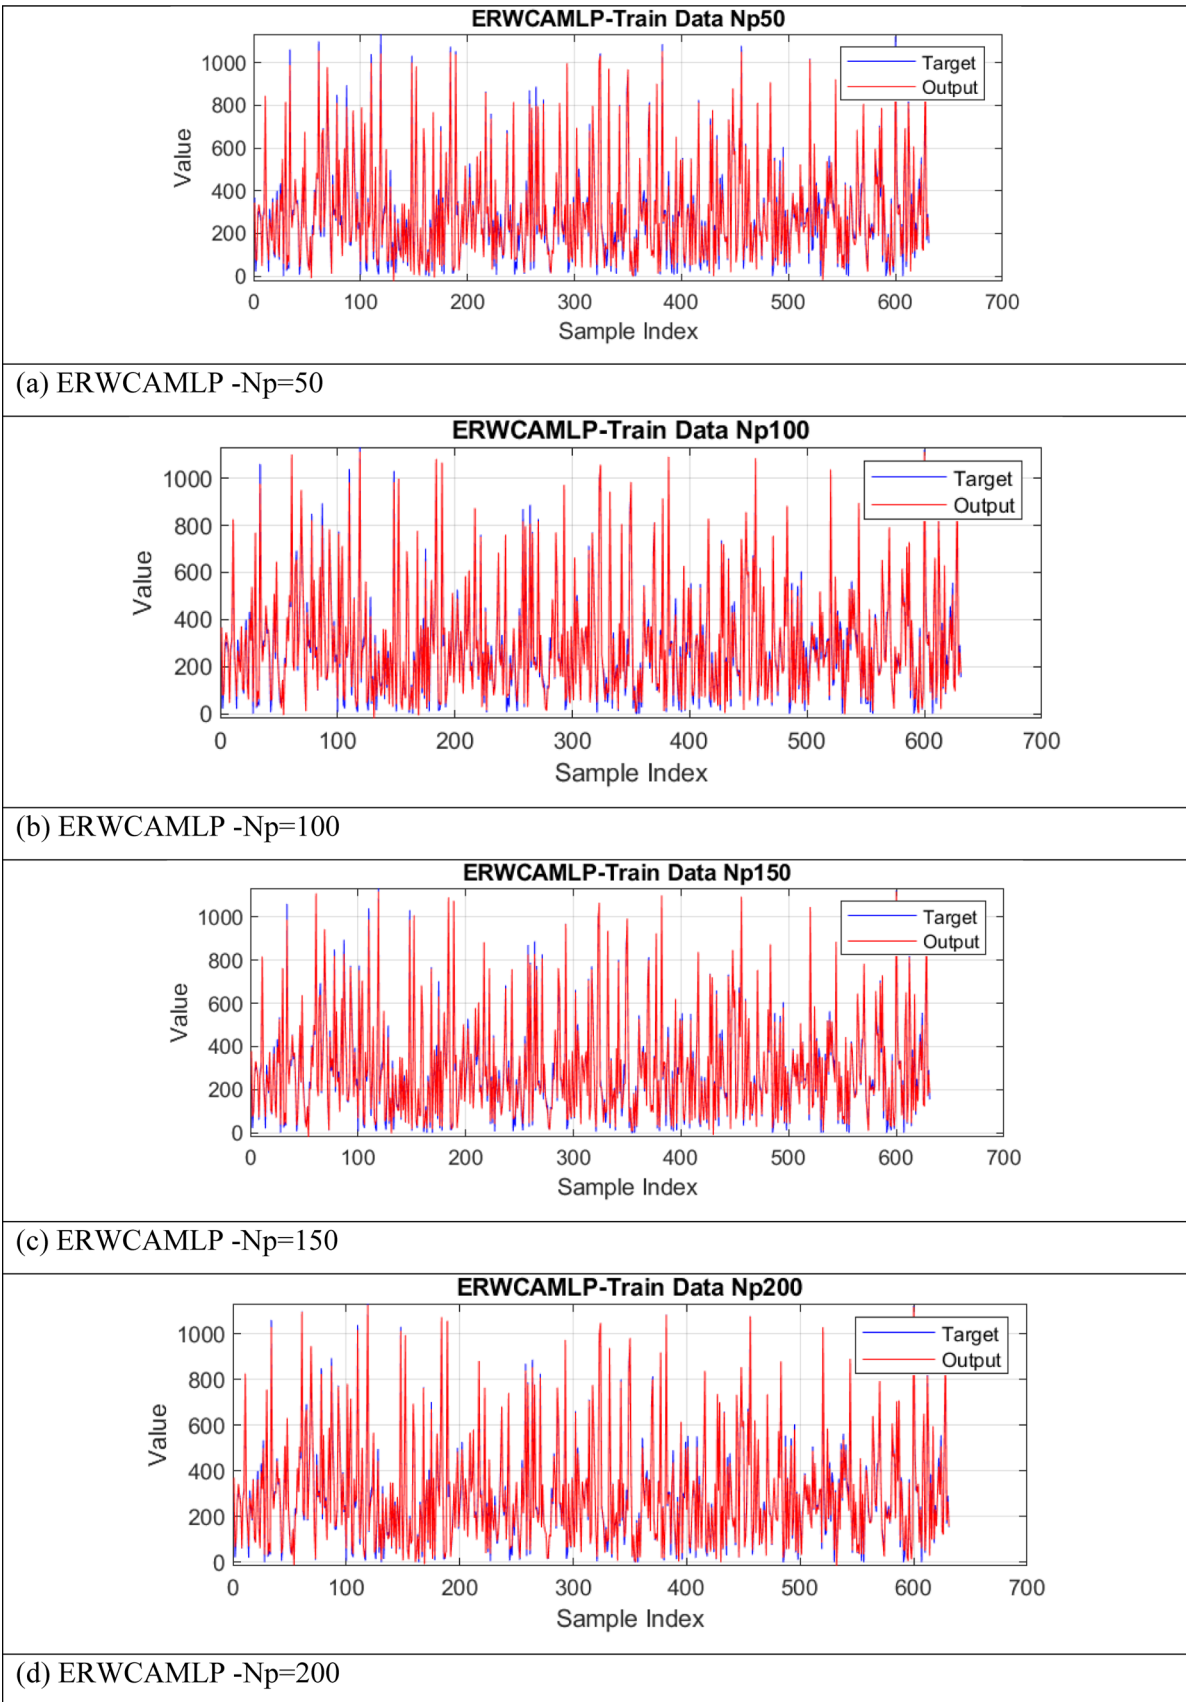 ERWCAMLP-Train Data Np50
Target
Output
1000
800
600
400
200
0
Value
0 100 200 300 400 500 600 700
Sample Index
(a) ERWCAMLP -Np=50
ERWCAMLP-Train Data Np100
Target
Output
1000
800
600
400
200
0
Value
0 100 200 300 400 500 600 700
Sample Index
(b) ERWCAMLP -Np=100
ERWCAMLP-Train Data Np150
Target
Output
1000
800
600
400
200
0
Value
0 100 200 300 400 500 600 700
Sample Index
(c) ERWCAMLP -Np=150
ERWCAMLP-Train Data Np200
Target
Output
1000
800
600
400
200
0
Value
0 100 200 300 400 500 600 700
Sample Index
(d) ERWCAMLP -Np=200